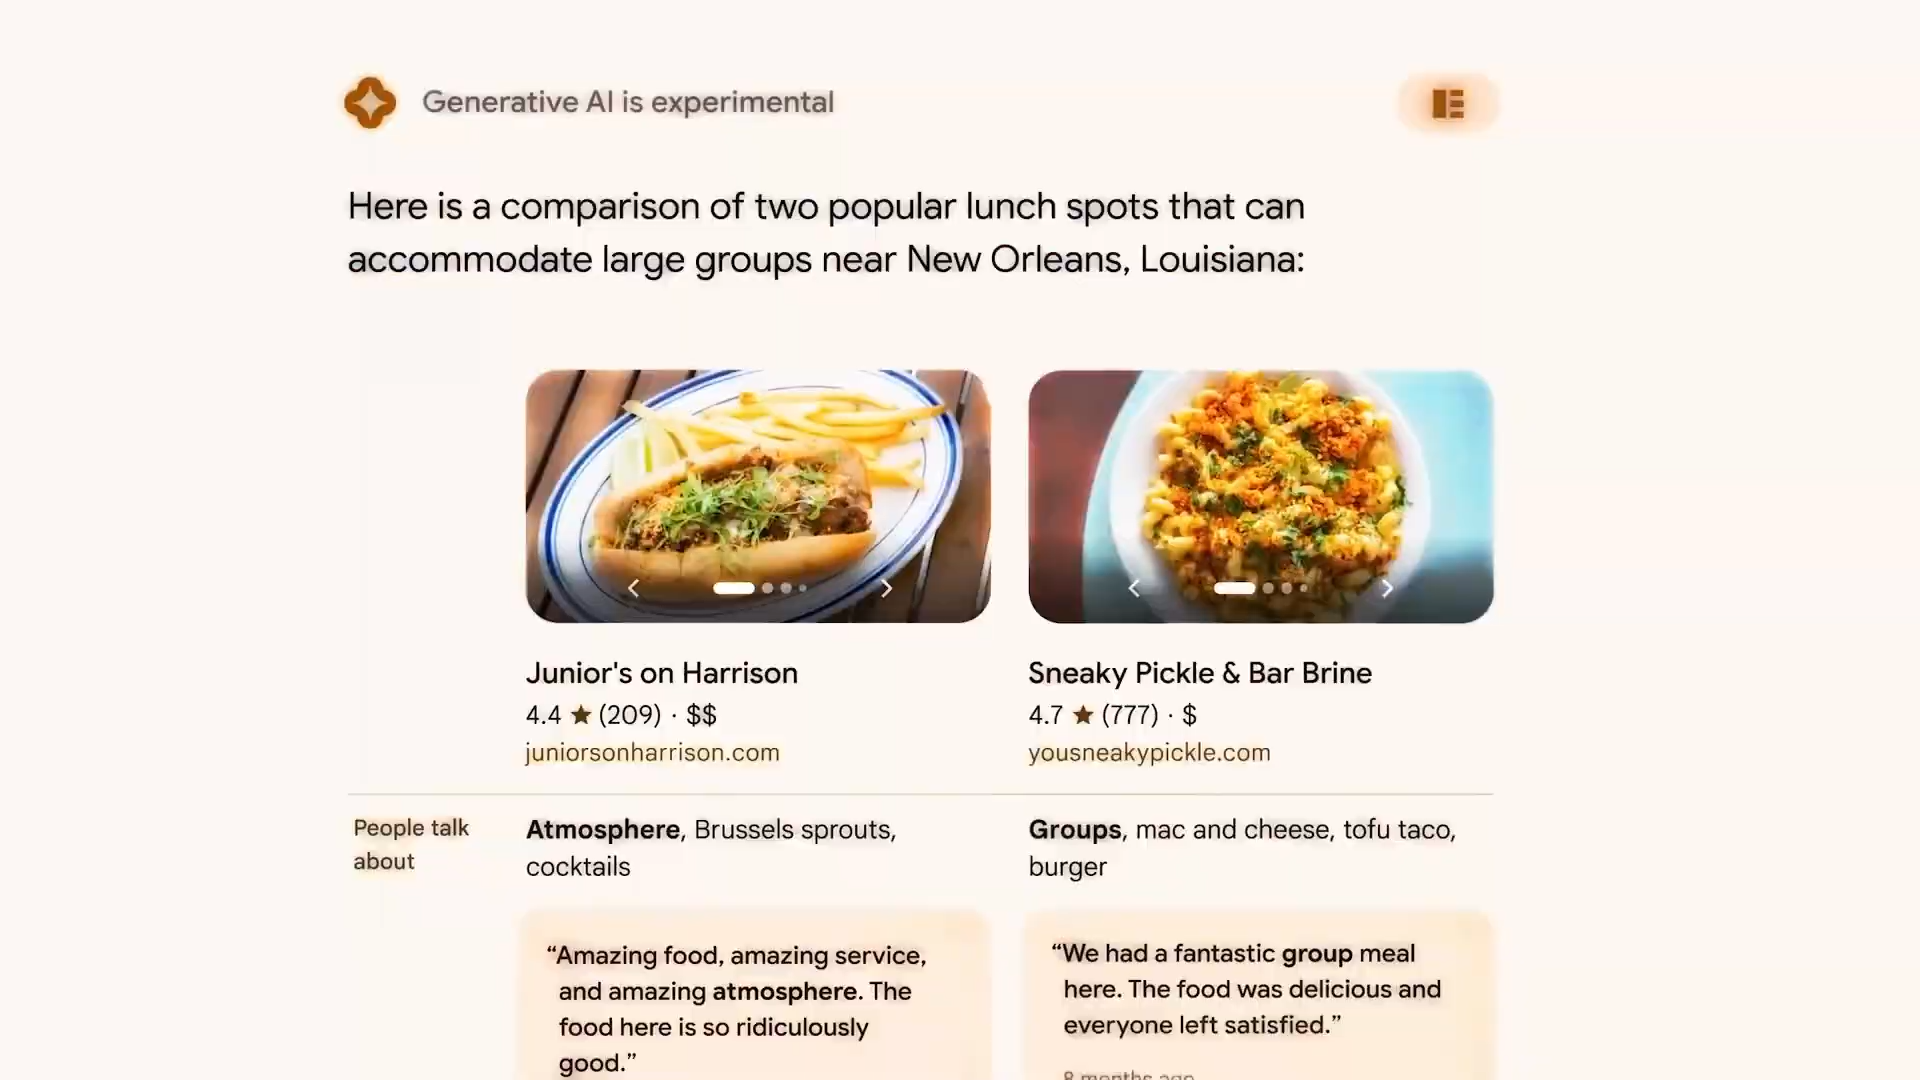 Generative AI is experimental
Here is a comparison of two popular lunch spots that can
accommodate large groups near New Orleans, Louisiana:
Junior's on Harrison
4.4 ★ (209) · $$
juniorsonharrison.com
Sneaky Pickle & Bar Brine
4.7 ★ (777) · $
yousneakypickle.com
People talk
about
Atmosphere, Brussels sprouts,
cocktails
Groups, mac and cheese, tofu taco,
burger
“Amazing food, amazing service,
and amazing atmosphere. The
food here is so ridiculously
good.”
“We had a fantastic group meal
here. The food was delicious and
everyone left satisfied.”
8 months ago